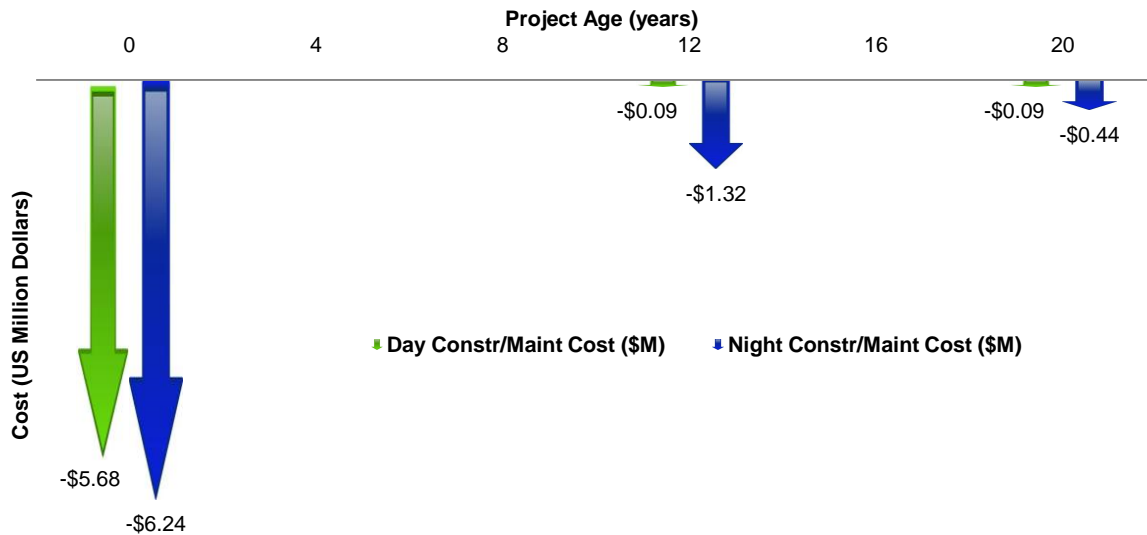 Project Age (years)
0 4 8 12 16 20
-$0.09 -$0.09
-$0.44
-$1.32
Cost (US Million Dollars)
Day Constr/Maint Cost ($M) Night Constr/Maint Cost ($M)
-$5.68
-$6.24